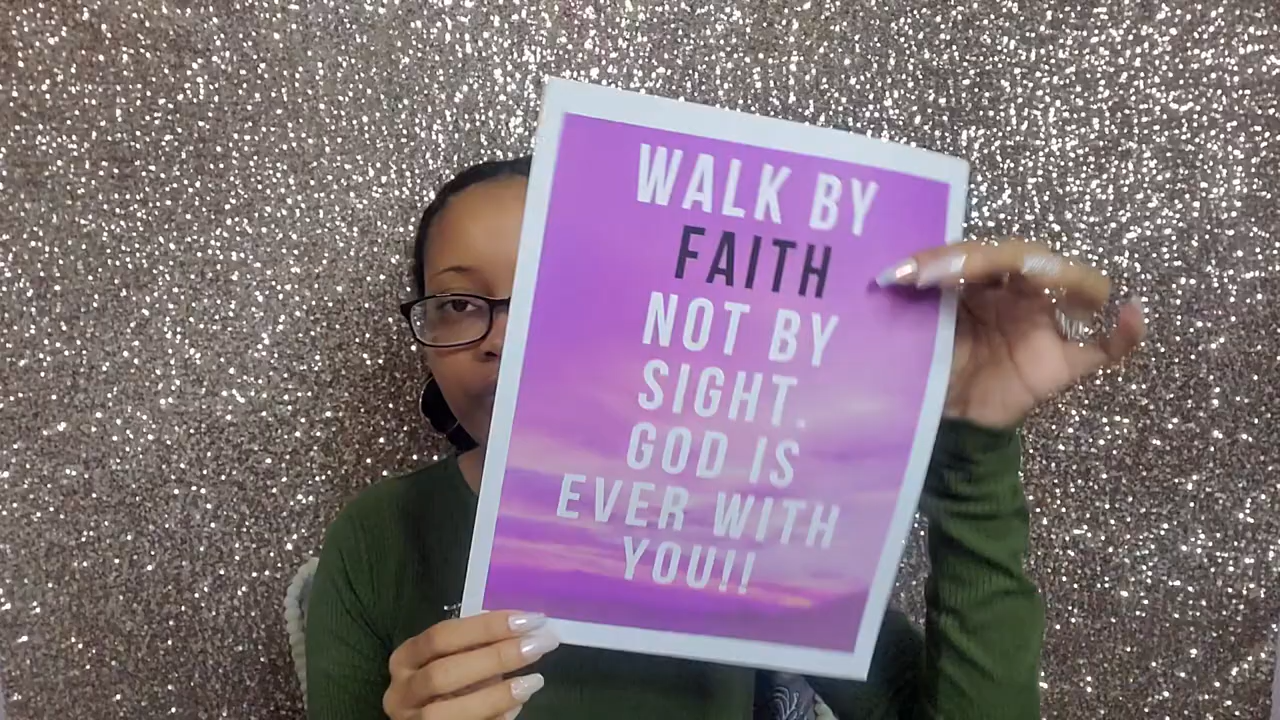 WALK BY
FAITH
NOT BY
SIGHT.
GOD IS
EVER WITH
YOU!!